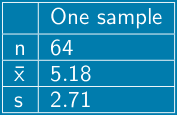 One sample
n 64
x̄ 5.18
s 2.71